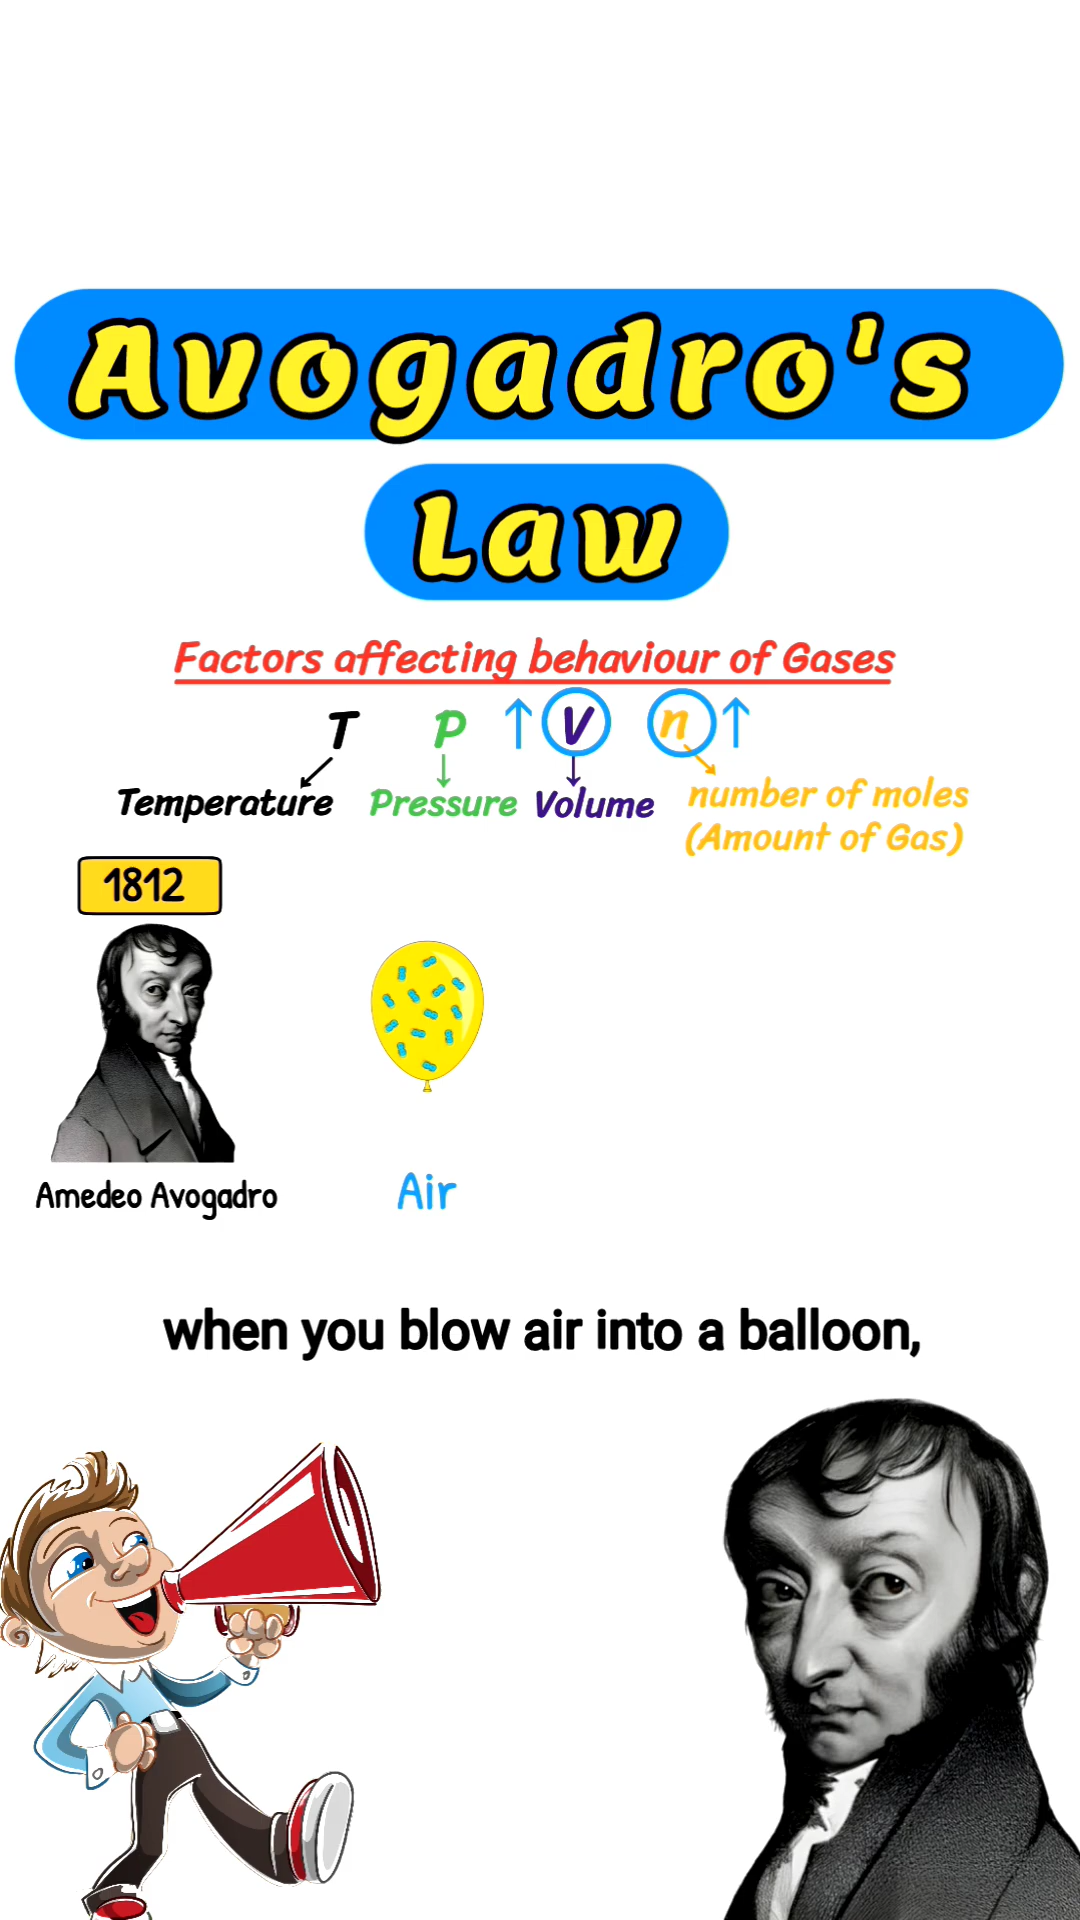 Avogadro's
Law
Factors affecting behaviour of Gases
T P ↑ V n ↑
Temperature Pressure Volume number of moles
(Amount of Gas)
1812
Amedeo Avogadro
Air
when you blow air into a balloon,